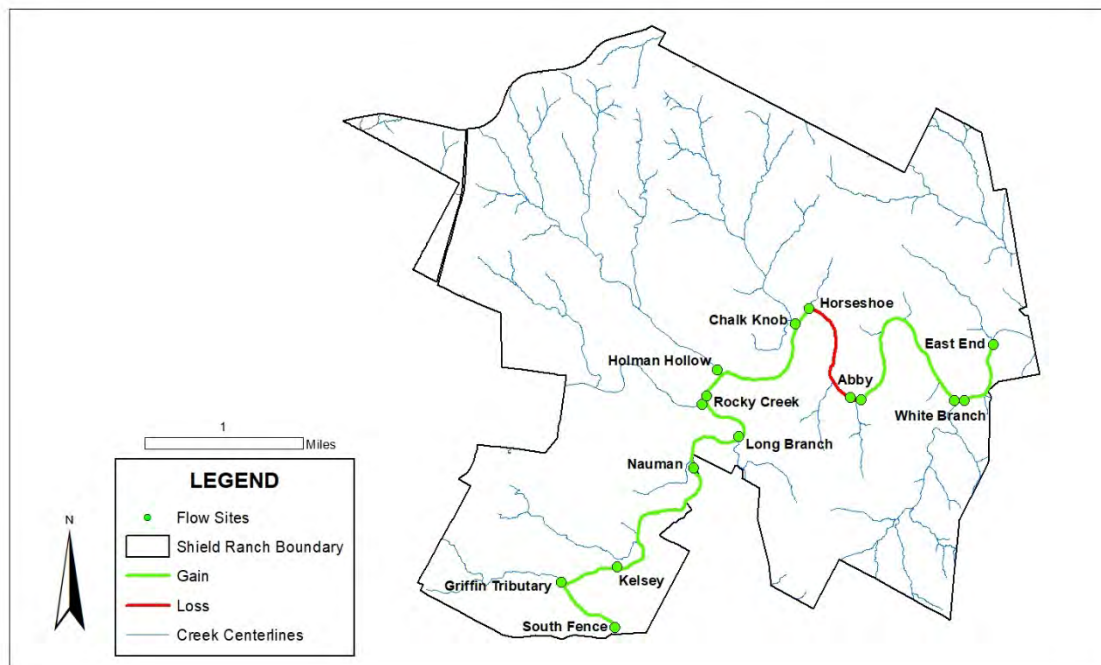 Horseshoe
Chalk Knob
East End
Holman Hollow
Abby
Rocky Creek
White Branch
Long Branch
Nauman
Kelsey
Griffin Tributary
South Fence
1
Miles
LEGEND
Flow Sites
Shield Ranch Boundary
Gain
Loss
Creek Centerlines
N